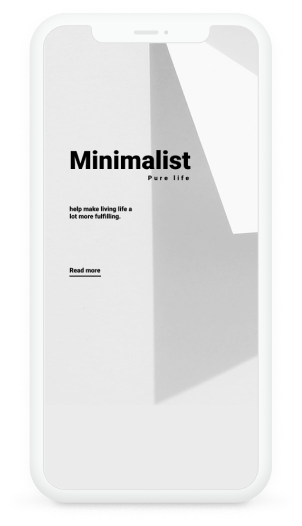 Minimalist
Pure life
help make living life a
lot more fulfilling.
Read more